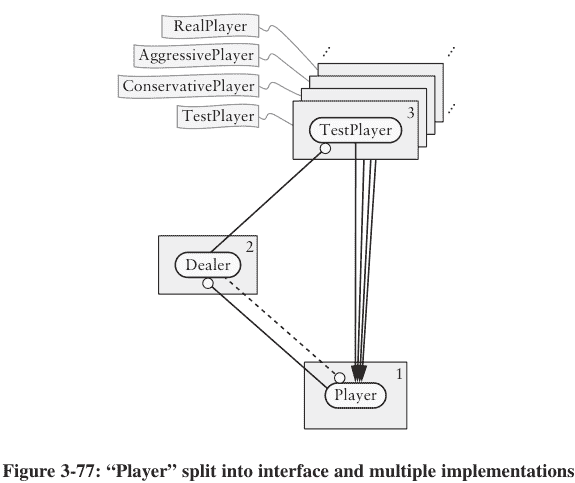 RealPlayer
AggressivePlayer
ConservativePlayer
TestPlayer
3
TestPlayer
2
Dealer
1
Player
Figure 3-77: “Player” split into interface and multiple implementations